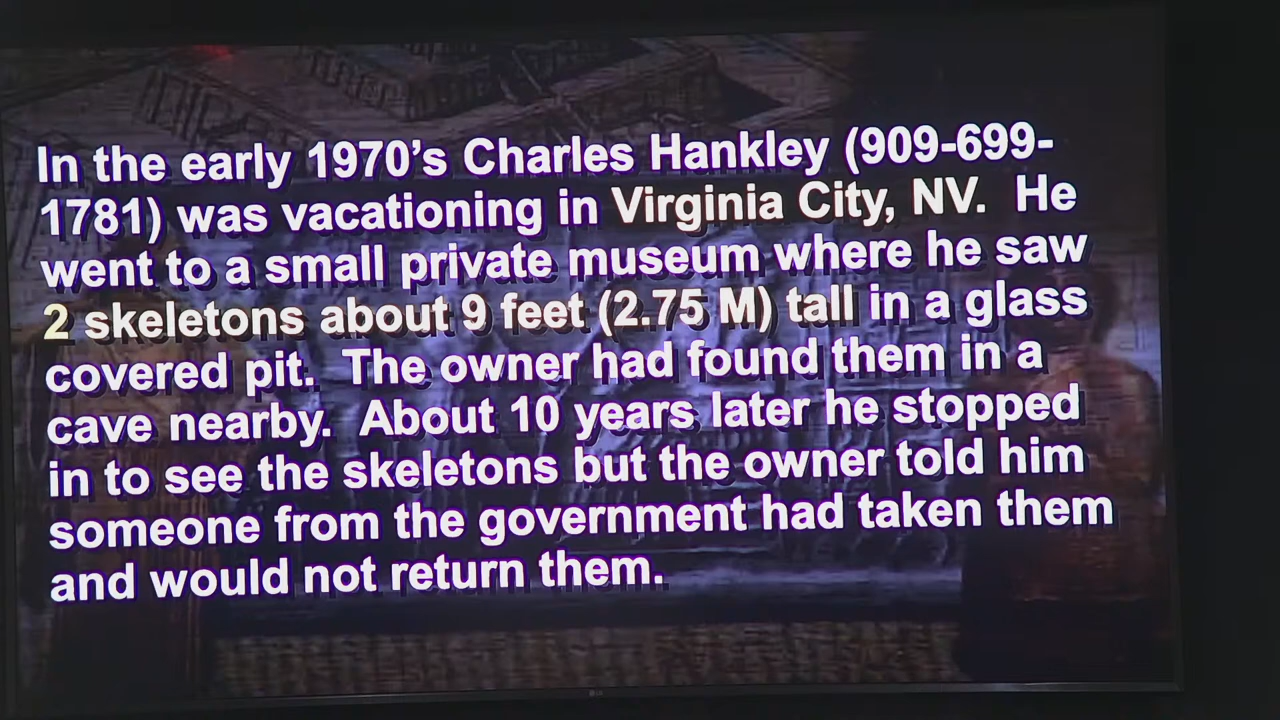 In the early 1970’s Charles Hankley (909-699-
1781) was vacationing in Virginia City, NV. He
went to a small private museum where he saw
2 skeletons about 9 feet (2.75 M) tall in a glass
covered pit. The owner had found them in a
cave nearby. About 10 years later he stopped
in to see the skeletons but the owner told him
someone from the government had taken them
and would not return them.
LG